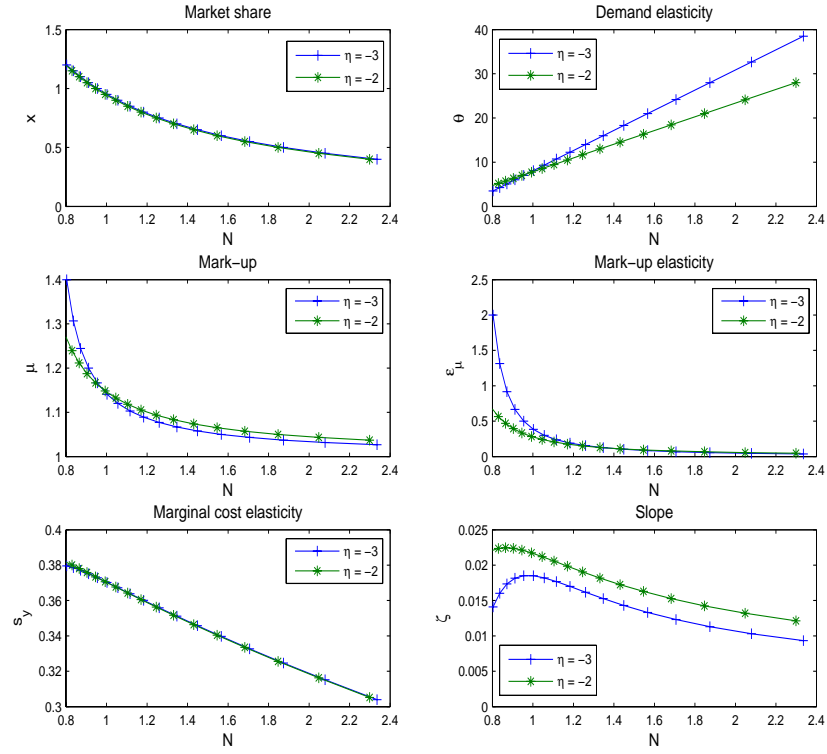 Market share
1.5
1
0.5
0
x
η = −3
η = −2
0.8 1 1.2 1.4 1.6 1.8 2 2.2 2.4
N
Demand elasticity
40
30
20
10
0
θ
η = −3
η = −2
0.8 1 1.2 1.4 1.6 1.8 2 2.2 2.4
N
Mark−up
1.4
1.3
1.2
1.1
1
μ
η = −3
η = −2
0.8 1 1.2 1.4 1.6 1.8 2 2.2 2.4
N
Mark−up elasticity
2.5
2
1.5
1
0.5
0
ε_μ
η = −3
η = −2
0.8 1 1.2 1.4 1.6 1.8 2 2.2 2.4
N
Marginal cost elasticity
0.4
0.38
0.36
0.34
0.32
0.3
s_y
η = −3
η = −2
0.8 1 1.2 1.4 1.6 1.8 2 2.2 2.4
N
Slope
0.025
0.02
0.015
0.01
0.005
0
ζ
η = −3
η = −2
0.8 1 1.2 1.4 1.6 1.8 2 2.2 2.4
N